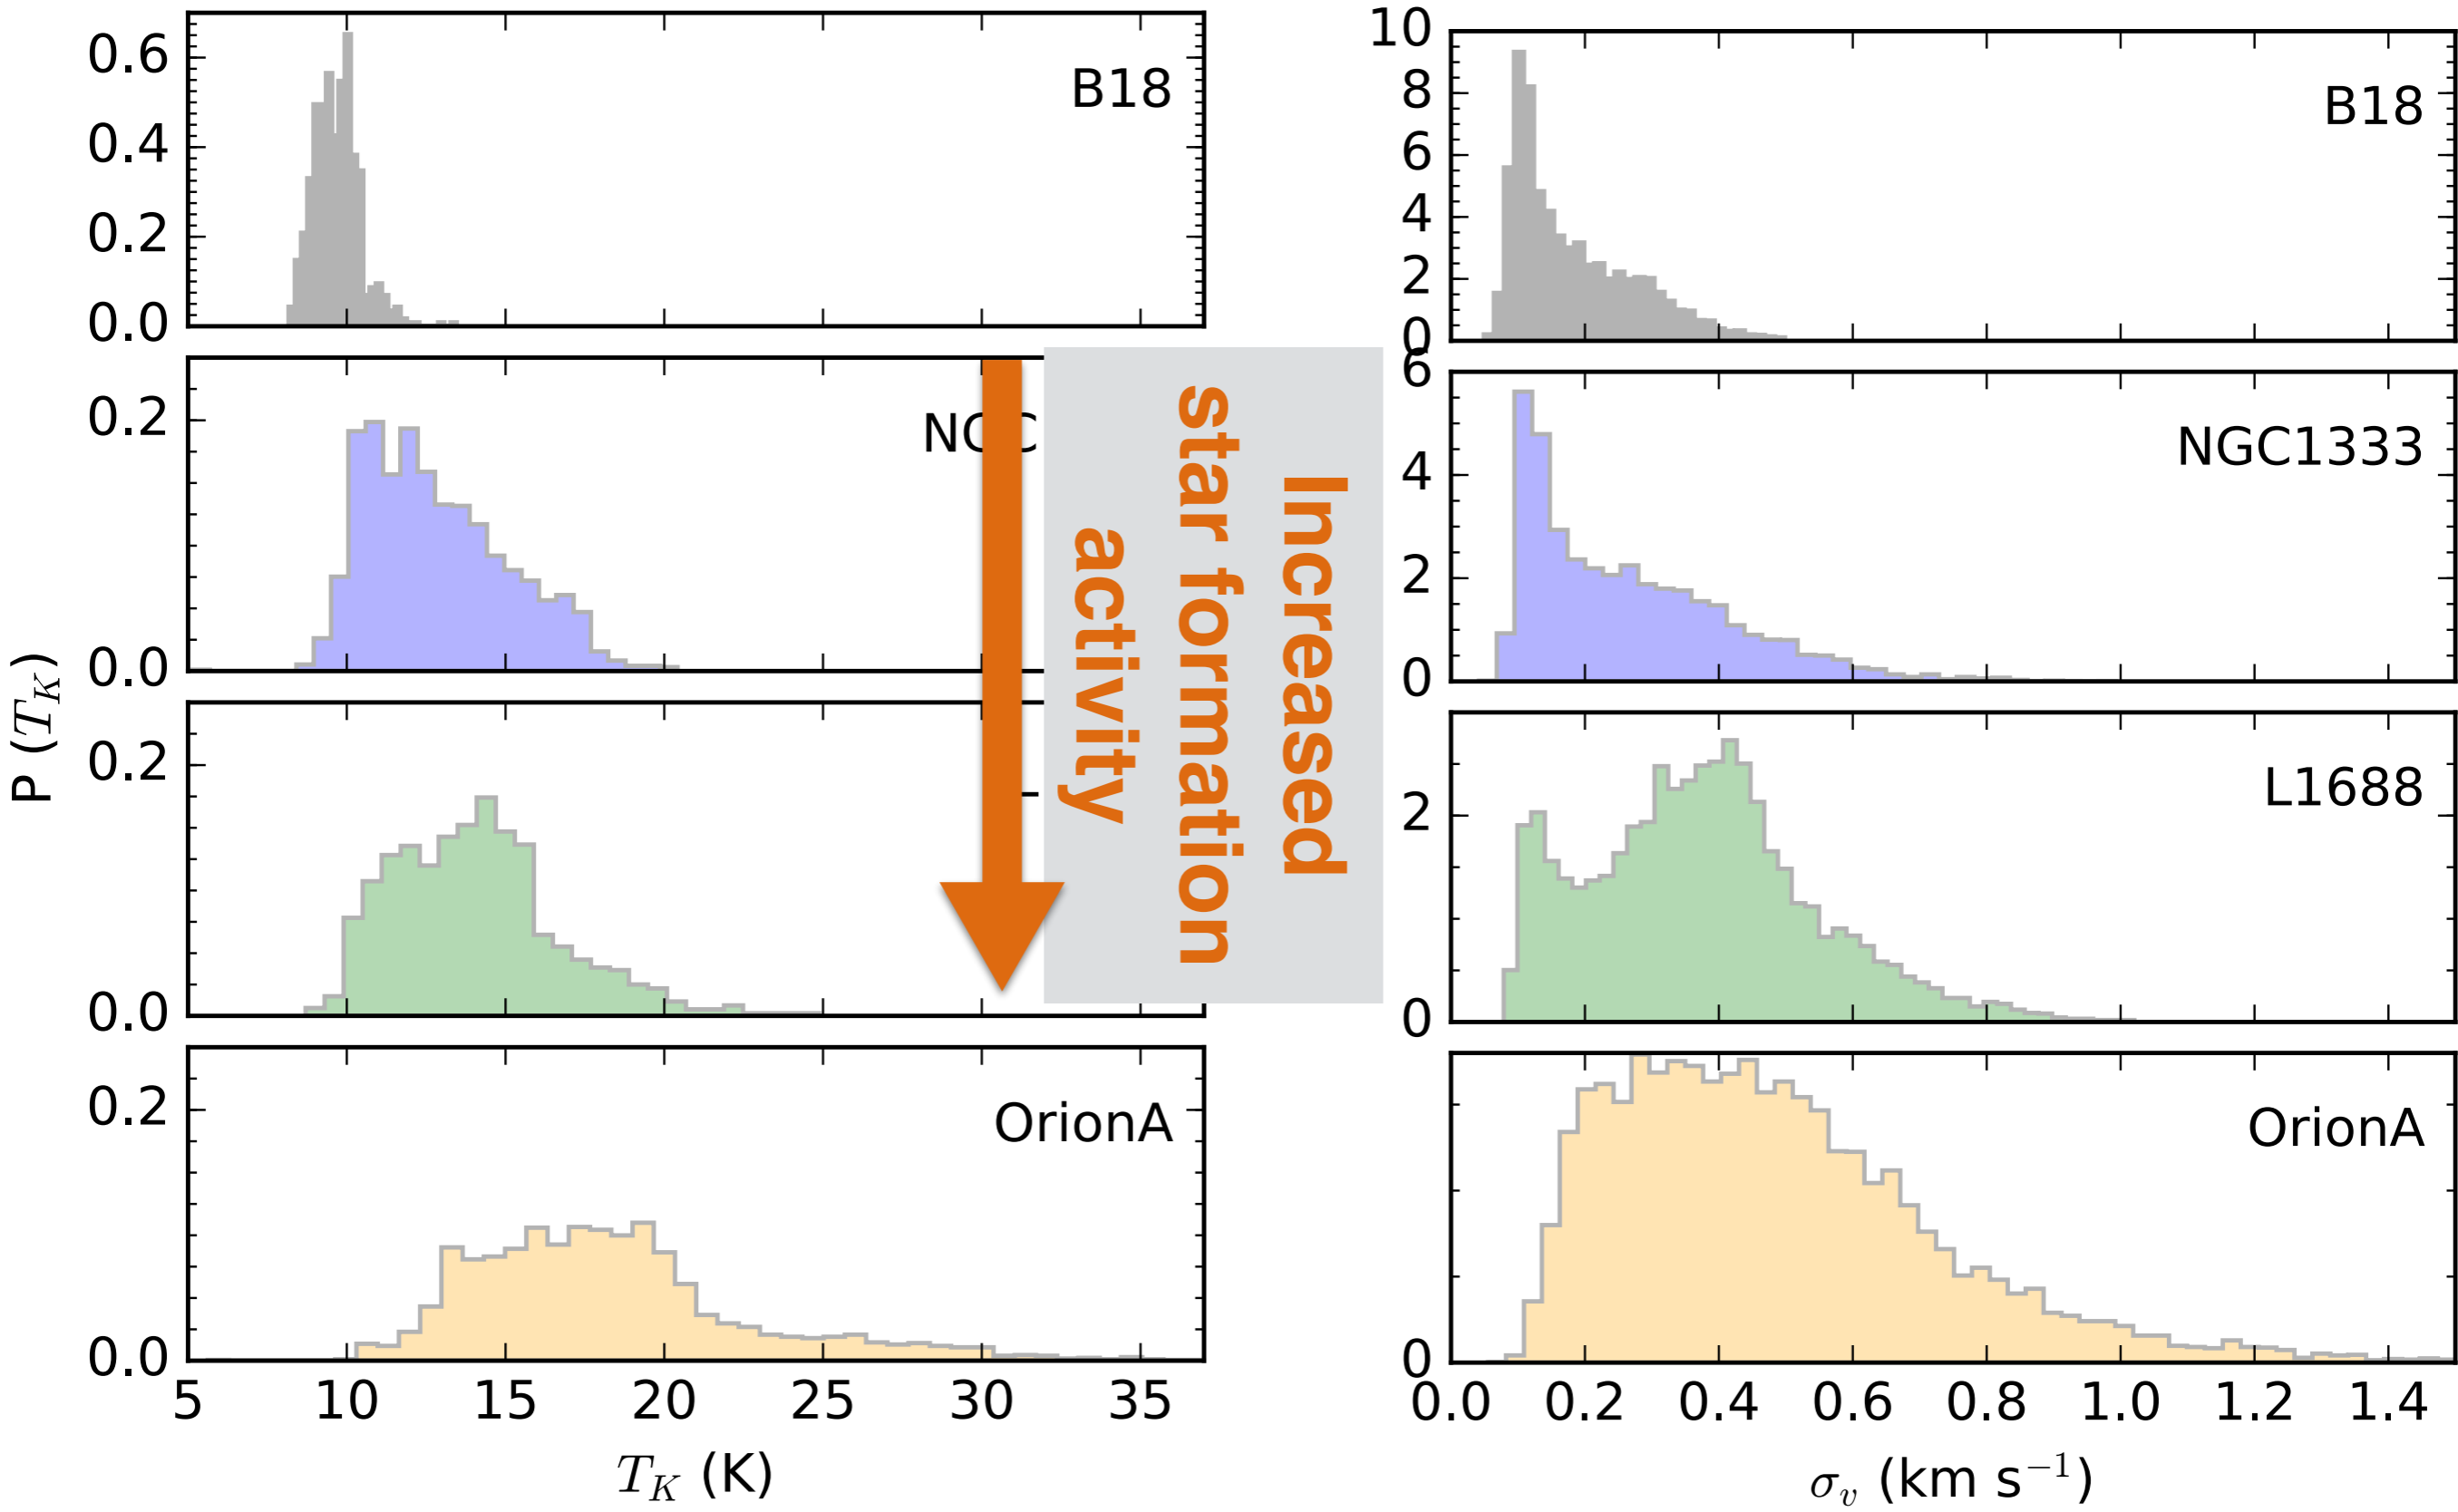 0.6
0.4
0.2
0.0
B18
0.2
0.0
NGC
0.2
0.0
0.2
0.0
OrionA
5 10 15 20 25 30 35
P (T_K)
T_K (K)
Increased
star formation
activity
10
8
6
4
2
0
B18
6
4
2
0
NGC1333
2
0
L1688
0
OrionA
0.0 0.2 0.4 0.6 0.8 1.0 1.2 1.4
σ_v (km s⁻¹)